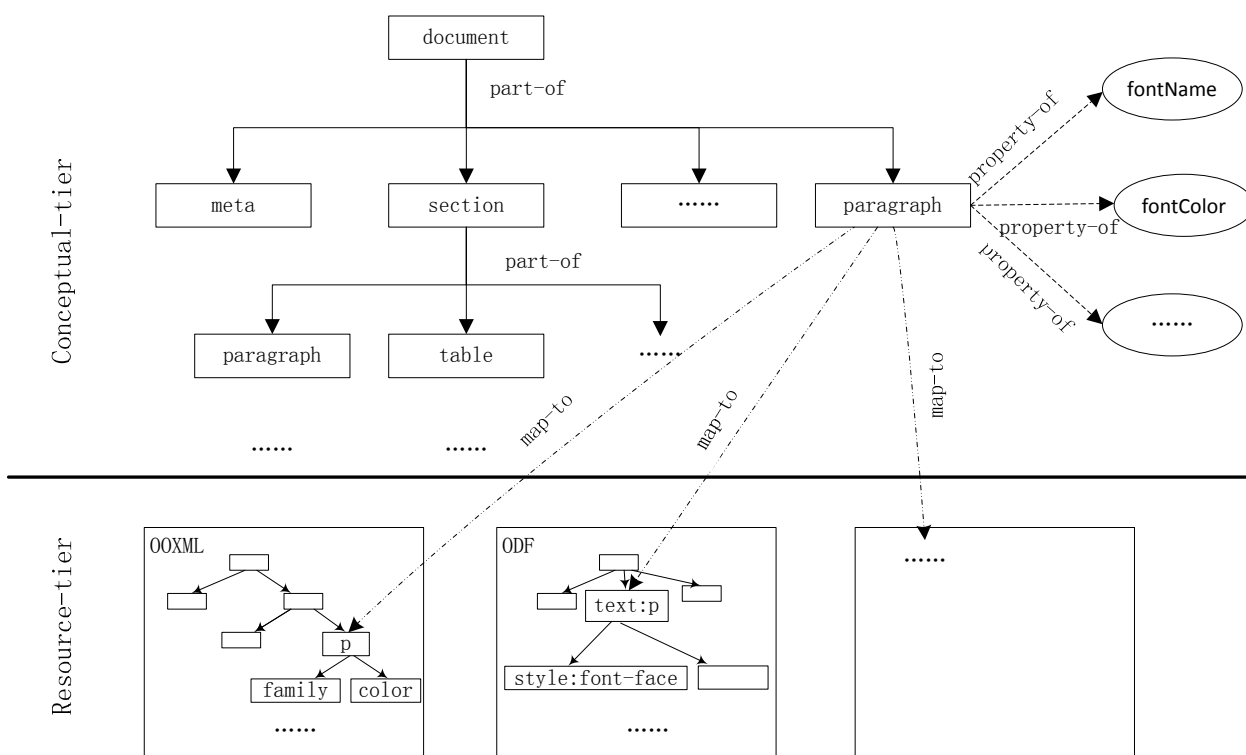 document
part-of
fontName
property-of
Conceptual-tier
meta
section
……
paragraph
property-of
fontColor
property-of
part-of
……
paragraph
table
……
map-to
map-to
map-to
……
……
Resource-tier
OOXML
p
family
color
……
ODF
text:p
style:font-face
……
……